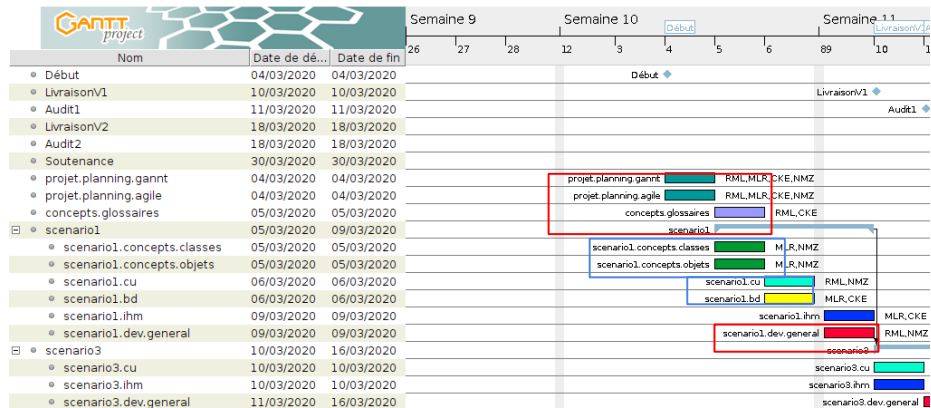 GANTT
project
Semaine 9
Semaine 10
Semaine 11
Début
LivraisonV1
26
27
28
12
3
4
5
6
89
10
Nom
Date de dé...
Date de fin
Début 04/03/2020 04/03/2020 Début
LivraisonV1 10/03/2020 10/03/2020 LivraisonV1
Audit1 11/03/2020 11/03/2020 Audit1
LivraisonV2 18/03/2020 18/03/2020
Audit2 18/03/2020 18/03/2020
Soutenance 30/03/2020 30/03/2020
projet.planning.gannt 04/03/2020 04/03/2020 projet.planning.gannt RML,MLR,CKE,NMZ
projet.planning.agile 04/03/2020 04/03/2020 projet.planning.agile RML,MLR,CKE,NMZ
concepts.glossaires 05/03/2020 05/03/2020 concepts.glossaires RML,CKE
scenario1 05/03/2020 09/03/2020 scenario1
scenario1.concepts.classes 05/03/2020 05/03/2020 scenario1.concepts.classes MLR,NMZ
scenario1.concepts.objets 05/03/2020 05/03/2020 scenario1.concepts.objets MLR,NMZ
scenario1.cu 06/03/2020 06/03/2020 scenario1.cu RML,NMZ
scenario1.bd 06/03/2020 06/03/2020 scenario1.bd MLR,CKE
scenario1.ihm 09/03/2020 09/03/2020 scenario1.ihm MLR,CKE
scenario1.dev.general 09/03/2020 09/03/2020 scenario1.dev.general RML,NMZ
scenario3 10/03/2020 16/03/2020 scenario3
scenario3.cu 10/03/2020 10/03/2020 scenario3.cu
scenario3.ihm 10/03/2020 10/03/2020 scenario3.ihm
scenario3.dev.general 11/03/2020 16/03/2020 scenario3.dev.general